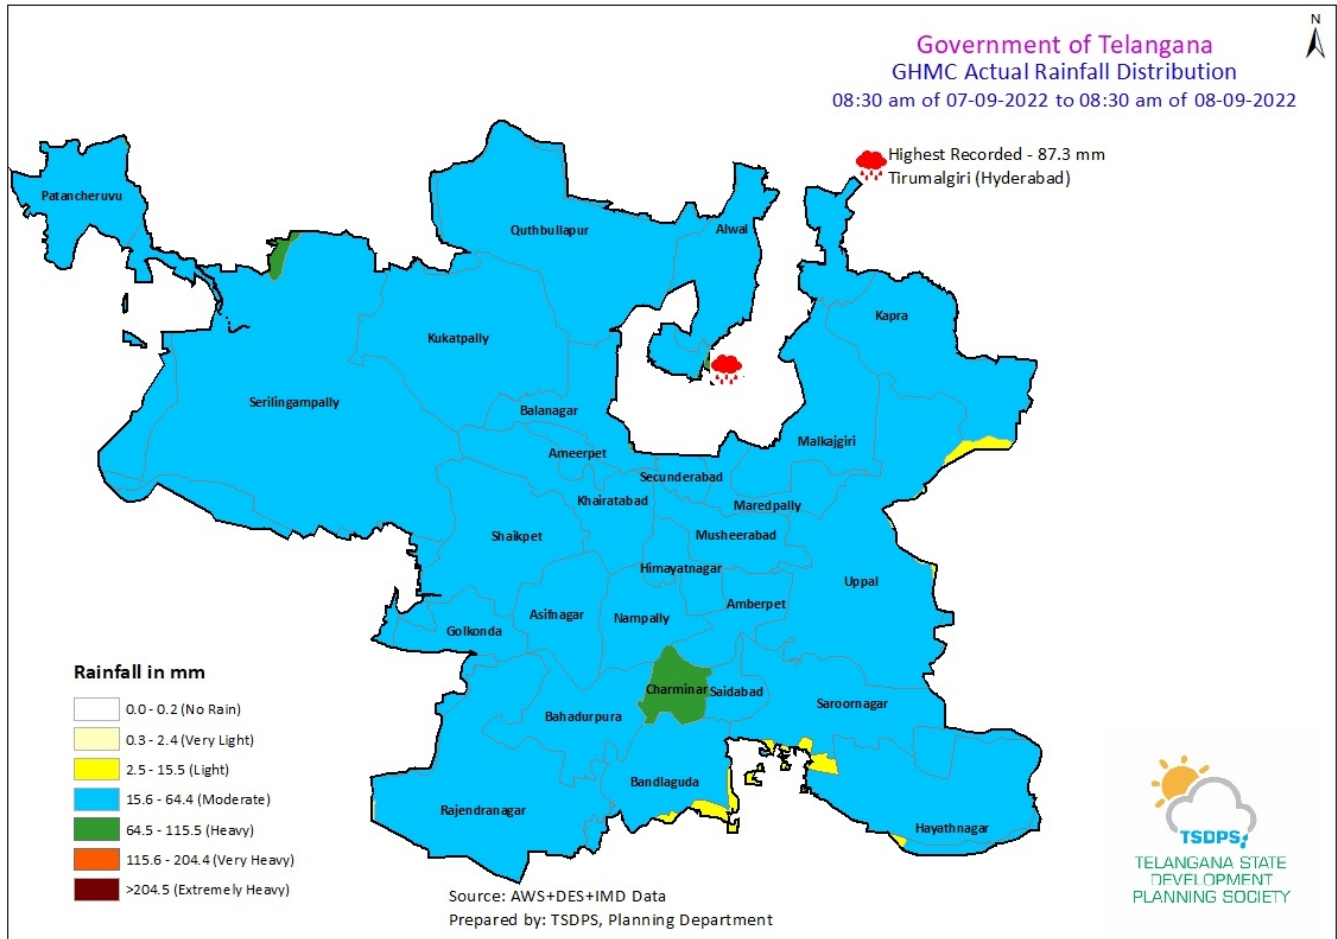 N
Government of Telangana
GHMC Actual Rainfall Distribution
08:30 am of 07-09-2022 to 08:30 am of 08-09-2022
Highest Recorded - 87.3 mm
Tirumalgiri (Hyderabad)
Patancheruvu
Quthbullapur
Alwal
Kapra
Kukatpally
Serilingampally
Balanagar
Malkajgiri
Ameerpet
Secunderabad
Khairatabad
Maredpally
Shaikpet
Musheerabad
Himayatnagar
Uppal
Amberpet
Asifnagar
Nampally
Golkonda
Charminar
Saidabad
Saroornagar
Bahadurpura
Bandlaguda
Rajendranagar
Hayathnagar
Rainfall in mm
0.0 - 0.2 (No Rain)
0.3 - 2.4 (Very Light)
2.5 - 15.5 (Light)
15.6 - 64.4 (Moderate)
64.5 - 115.5 (Heavy)
115.6 - 204.4 (Very Heavy)
>204.5 (Extremely Heavy)
Source: AWS+DES+IMD Data
Prepared by: TSDPS, Planning Department
TSDPS
TELANGANA STATE
DEVELOPMENT
PLANNING SOCIETY